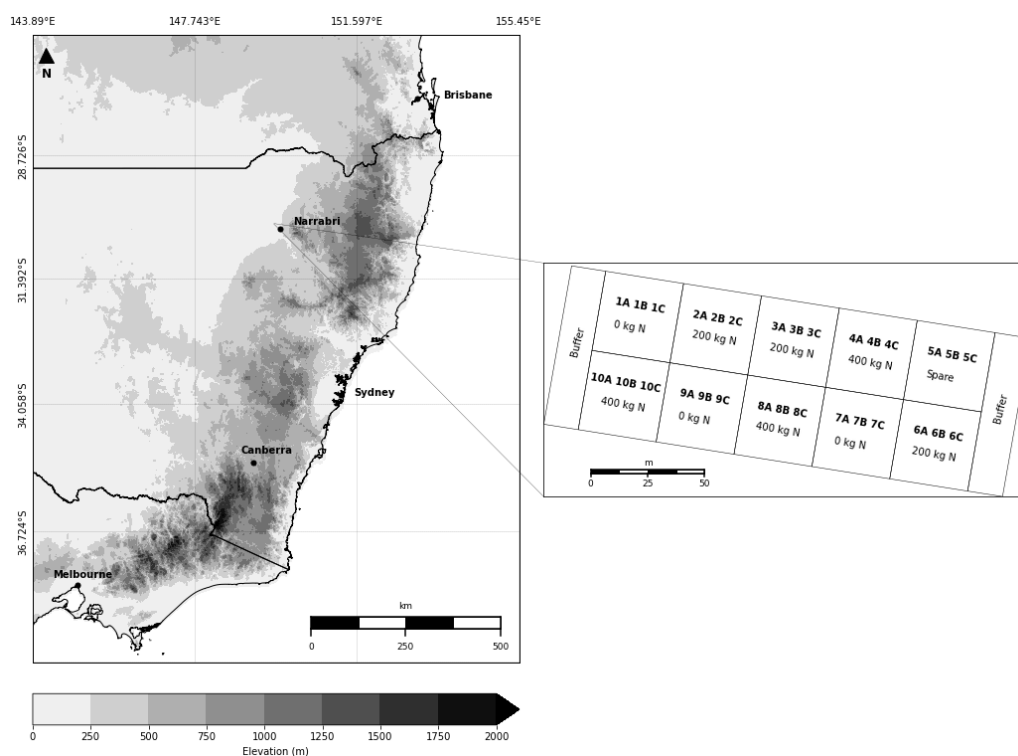 143.89°E 147.743°E 151.597°E 155.45°E
N
Brisbane
28.726°S
Narrabri
31.392°S
Sydney
34.058°S
Canberra
36.724°S
Melbourne
km
0 250 500
0 250 500 750 1000 1250 1500 1750 2000
Elevation (m)
Buffer
1A 1B 1C
0 kg N
2A 2B 2C
200 kg N
3A 3B 3C
200 kg N
4A 4B 4C
400 kg N
5A 5B 5C
Spare
10A 10B 10C
400 kg N
9A 9B 9C
0 kg N
8A 8B 8C
400 kg N
7A 7B 7C
0 kg N
6A 6B 6C
200 kg N
Buffer
m
0 25 50